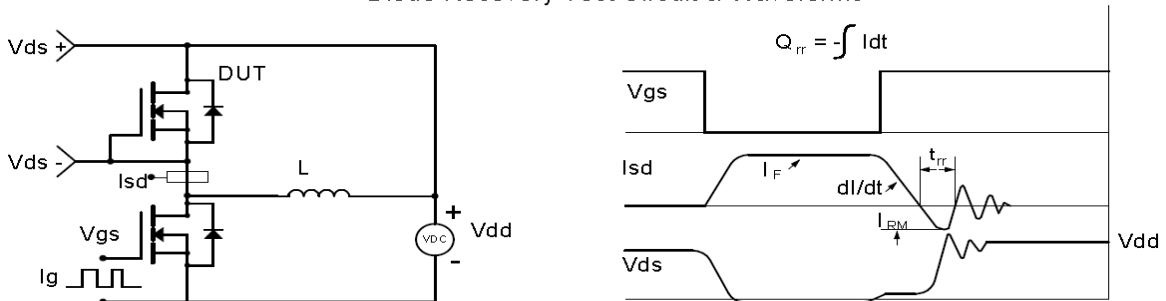 Diode Recovery Test Circuit & Waveforms
Vds +
DUT
Vds -
Isd
L
Vgs
Ig
+
VDC
-
Vdd
Q rr = -∫ Idt
Vgs
Isd
I F
dI/dt
t rr
I RM
Vds
Vdd